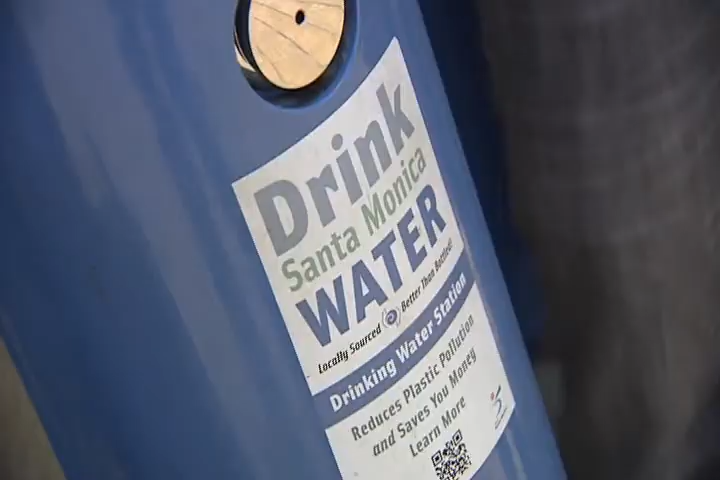 Drink
Santa Monica
WATER
Locally Sourced Better Than Bottled!
Drinking Water Station
Reduces Plastic Pollution
and Saves You Money
Learn More